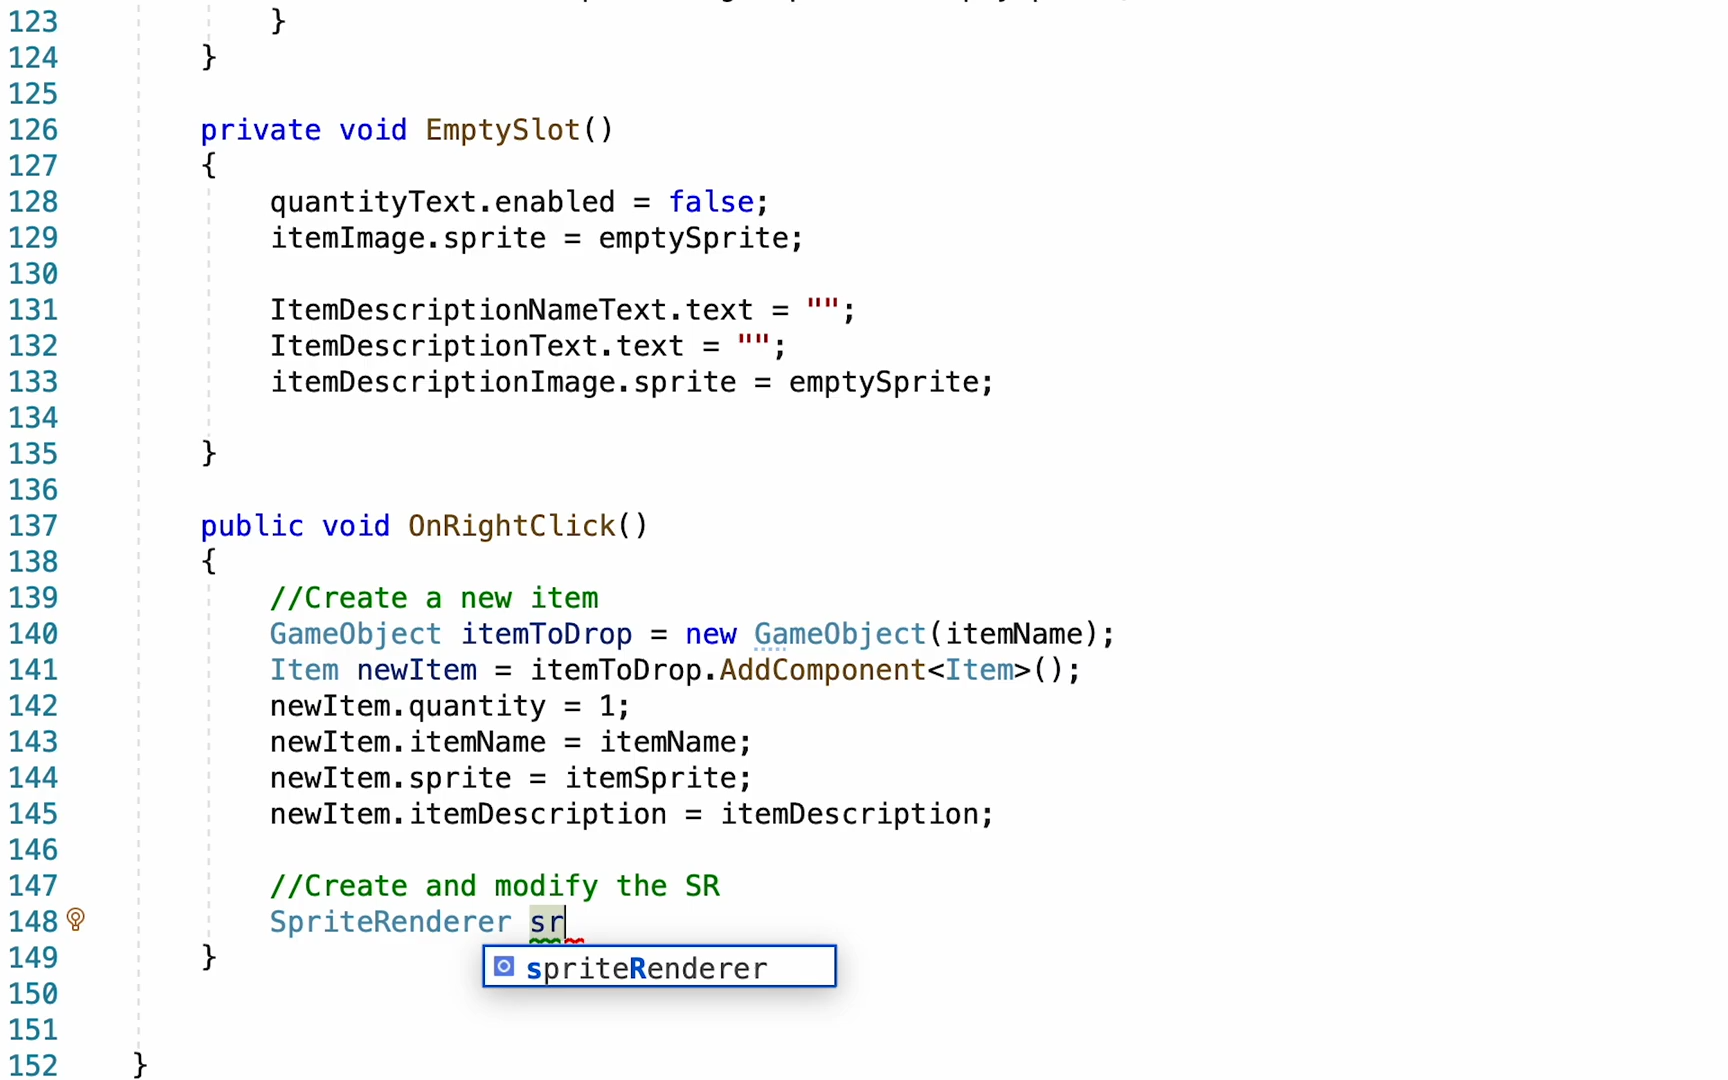 123 }
124 }
125
126 private void EmptySlot()
127 {
128 quantityText.enabled = false;
129 itemImage.sprite = emptySprite;
130
131 ItemDescriptionNameText.text = "";
132 ItemDescriptionText.text = "";
133 itemDescriptionImage.sprite = emptySprite;
134
135 }
136
137 public void OnRightClick()
138 {
139 //Create a new item
140 GameObject itemToDrop = new GameObject(itemName);
141 Item newItem = itemToDrop.AddComponent<Item>();
142 newItem.quantity = 1;
143 newItem.itemName = itemName;
144 newItem.sprite = itemSprite;
145 newItem.itemDescription = itemDescription;
146
147 //Create and modify the SR
148 SpriteRenderer sr
149 }
spriteRenderer
150
151
152 }